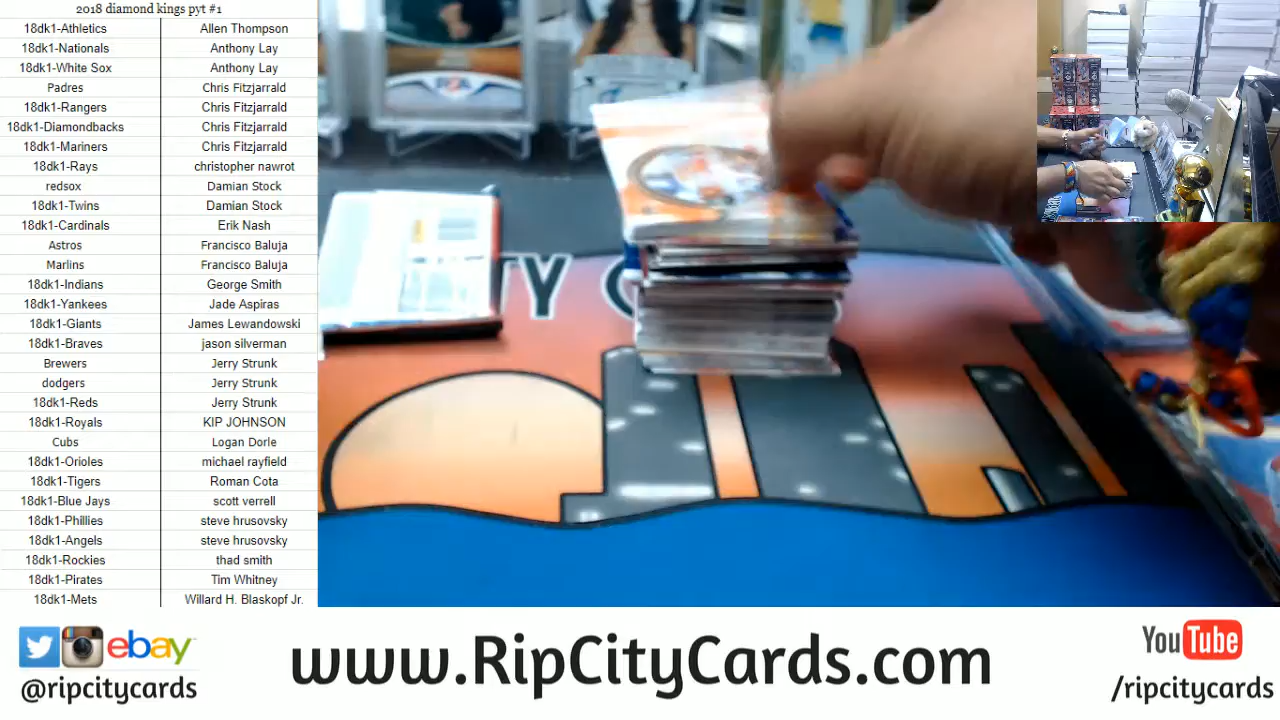 2018 diamond kings pyt #1
18dk1-Athletics Allen Thompson
18dk1-Nationals Anthony Lay
18dk1-White Sox Anthony Lay
Padres Chris Fitzjarrald
18dk1-Rangers Chris Fitzjarrald
18dk1-Diamondbacks Chris Fitzjarrald
18dk1-Mariners Chris Fitzjarrald
18dk1-Rays christopher nawrot
redsox Damian Stock
18dk1-Twins Damian Stock
18dk1-Cardinals Erik Nash
Astros Francisco Baluja
Marlins Francisco Baluja
18dk1-Indians George Smith
18dk1-Yankees Jade Aspiras
18dk1-Giants James Lewandowski
18dk1-Braves jason silverman
Brewers Jerry Strunk
dodgers Jerry Strunk
18dk1-Reds Jerry Strunk
18dk1-Royals KIP JOHNSON
Cubs Logan Dorle
18dk1-Orioles michael rayfield
18dk1-Tigers Roman Cota
18dk1-Blue Jays scott verrell
18dk1-Phillies steve hrusovsky
18dk1-Angels steve hrusovsky
18dk1-Rockies thad smith
18dk1-Pirates Tim Whitney
18dk1-Mets Willard H. Blaskopf Jr.
TY C
ebay
@ripcitycards
www.RipCityCards.com
YouTube
/ripcitycards